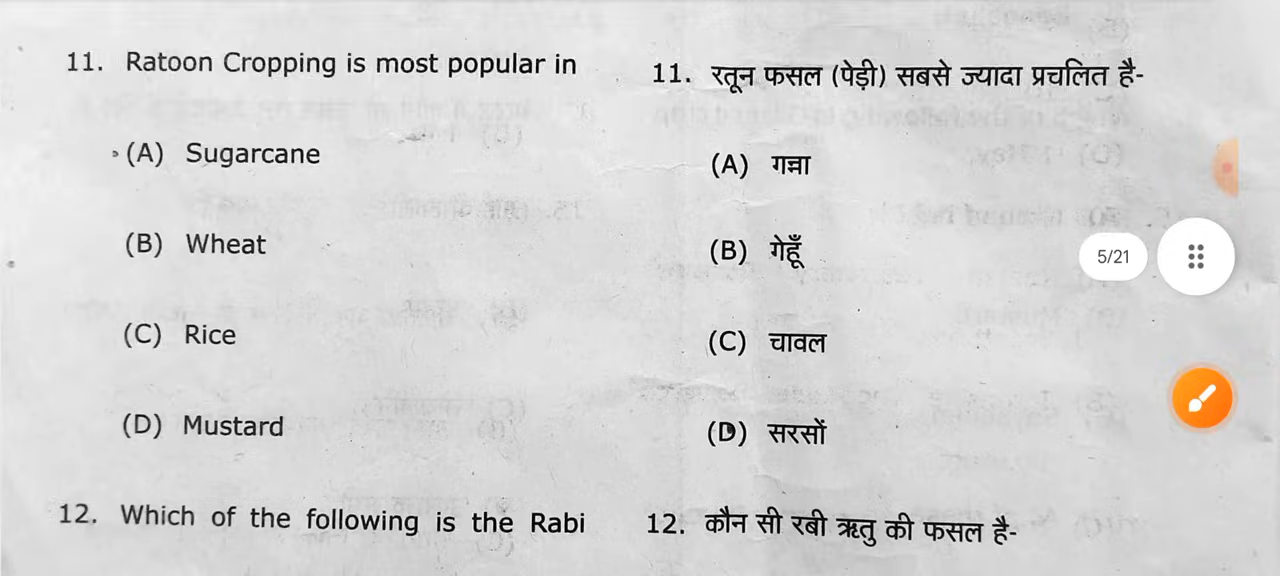 11. Ratoon Cropping is most popular in
(A) Sugarcane
(B) Wheat
(C) Rice
(D) Mustard
12. Which of the following is the Rabi
11. रतून फसल (पेड़ी) सबसे ज्यादा प्रचलित है-
(A) गन्ना
(B) गेहूँ
(C) चावल
(D) सरसों
12. कौन सी रबी ऋतु की फसल है-
5/21